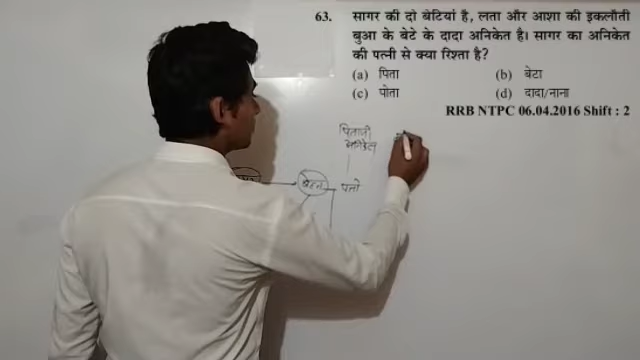 63. सागर की दो बेटियां है, लता और आशा की इकलौती
बुआ के बेटे के दादा अनिकेत है। सागर का अनिकेत
की पत्नी से क्या रिश्ता है?
(a) पिता (b) बेटा
(c) पोता (d) दादा/नाना
RRB NTPC 06.04.2016 Shift : 2
पिताजी
बहन पति